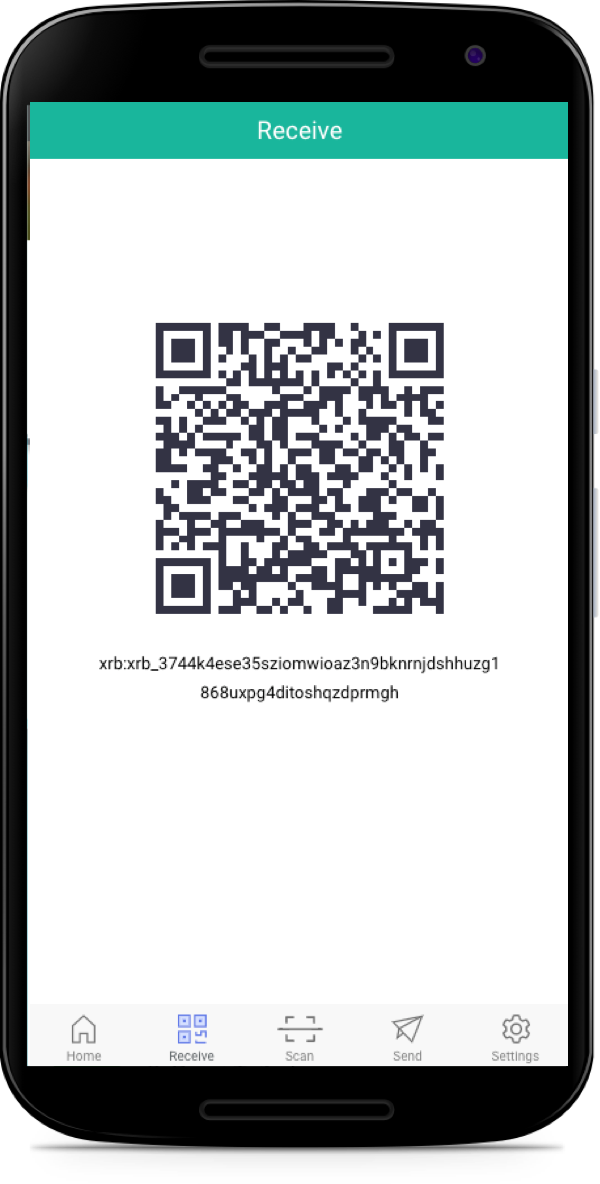 Receive
xrb:xrb_3744k4ese35sziomwioaz3n9bknrnjdshhuzg1
868uxpg4ditoshqzdprmgh
Home
Receive
Scan
Send
Settings